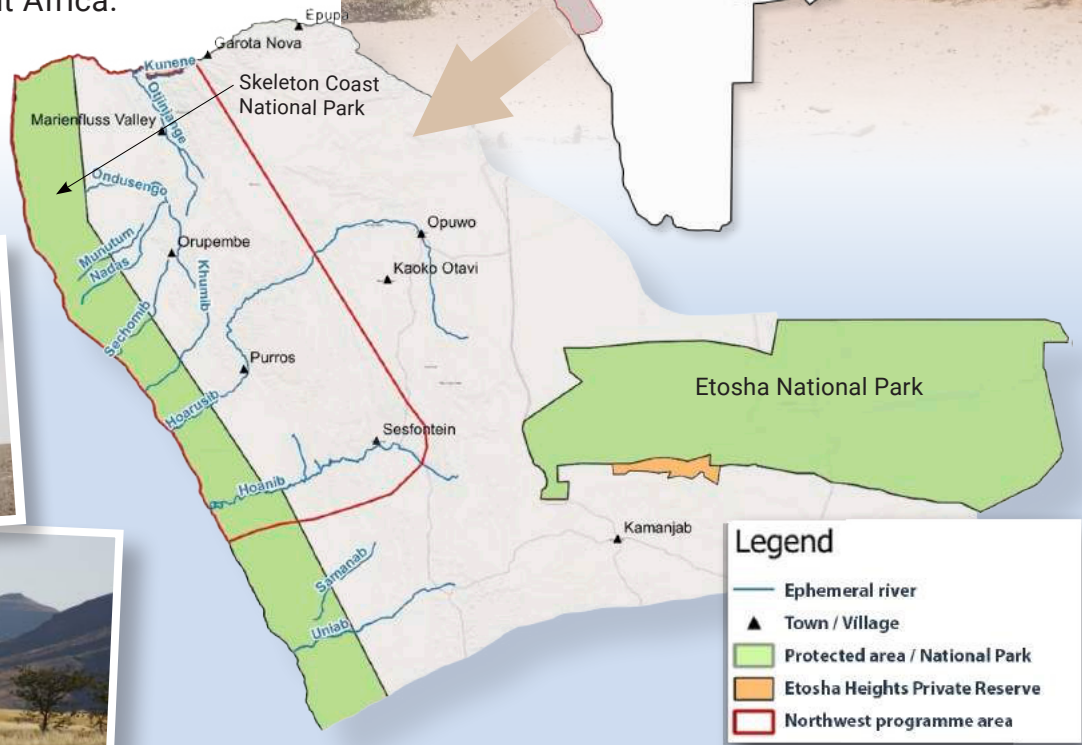 t Africa.
Epupa
Garota Nova
Kunene
Skeleton Coast
National Park
Otjinjange
Marienfluss Valley
Ondusengo
Opuwo
Munutum
Orupembe
Nadas
Khumib
Kaoko Otavi
Sechomib
Purros
Etosha National Park
Hoarusib
Sesfontein
Hoanib
Kamanjab
Samanab
Uniab
Legend
Ephemeral river
Town / Village
Protected area / National Park
Etosha Heights Private Reserve
Northwest programme area